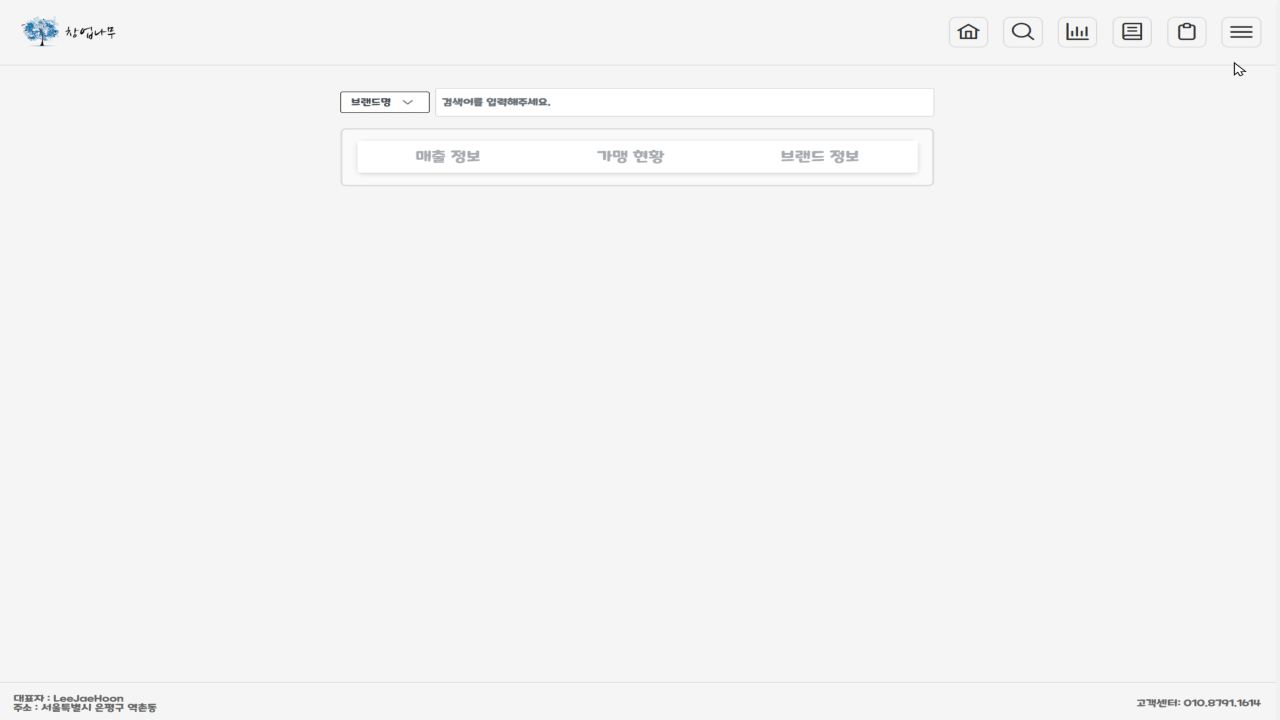 창업나무
브랜드명
검색어를 입력해주세요.
매출 정보
가맹 현황
브랜드 정보
대표자 : LeeJaeHoon
주소 : 서울특별시 은평구 역촌동
고객센터: 010.8791.1614